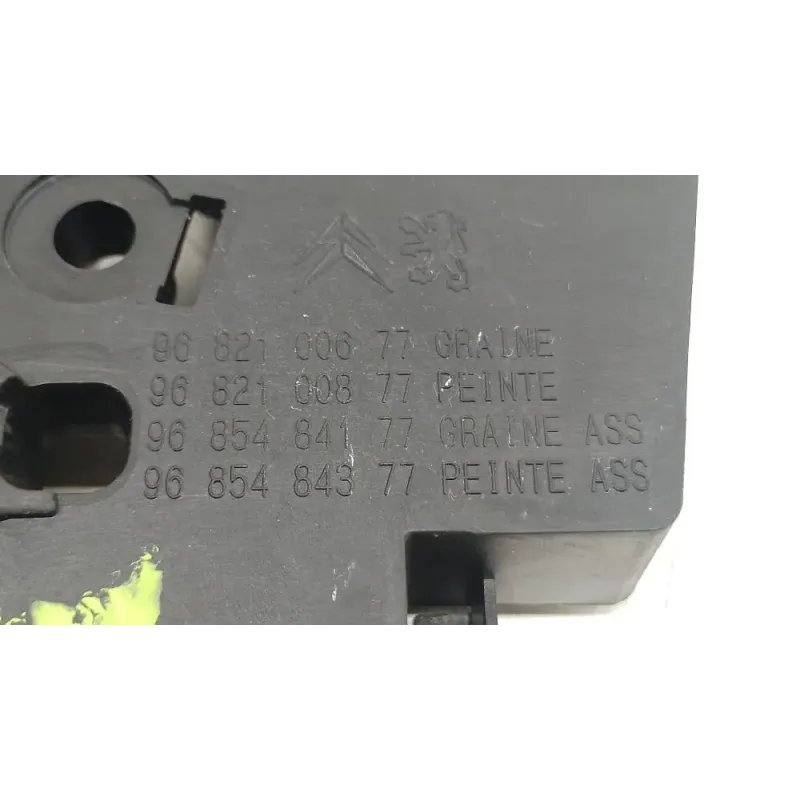 96 821 006 77 GRAINE
96 821 008 77 PEINTE
96 854 841 77 GRAINE ASS
96 854 843 77 PEINTE ASS